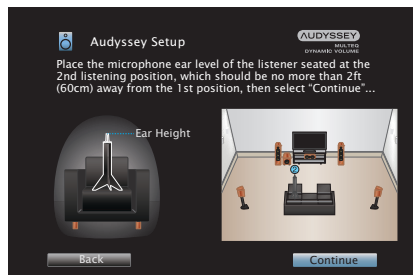 Audyssey Setup
AUDYSSEY
MULTEQ
DYNAMIC VOLUME
Place the microphone ear level of the listener seated at the
2nd listening position, which should be no more than 2ft
(60cm) away from the 1st position, then select “Continue”...
Ear Height
2
Back
Continue